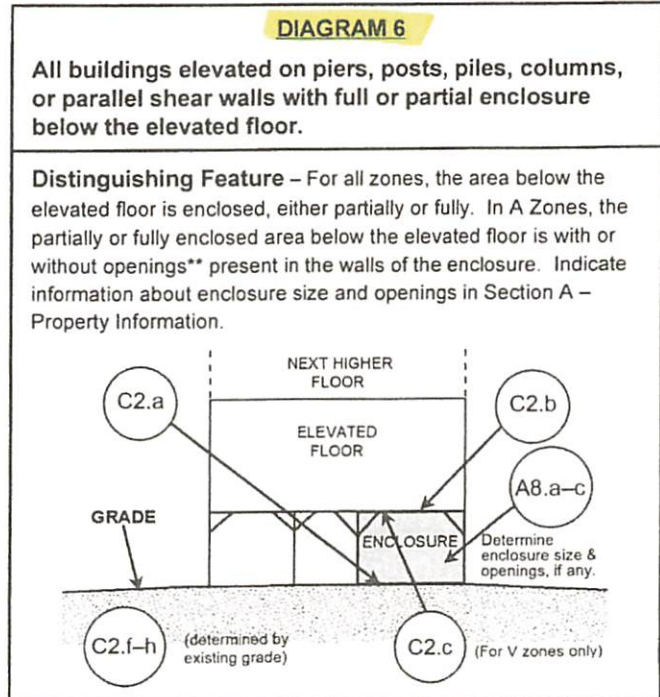 DIAGRAM 6
All buildings elevated on piers, posts, piles, columns,
or parallel shear walls with full or partial enclosure
below the elevated floor.
Distinguishing Feature – For all zones, the area below the
elevated floor is enclosed, either partially or fully. In A Zones, the
partially or fully enclosed area below the elevated floor is with or
without openings** present in the walls of the enclosure. Indicate
information about enclosure size and openings in Section A –
Property Information.
NEXT HIGHER
FLOOR
C2.a
C2.b
ELEVATED
FLOOR
A8.a–c
GRADE
ENCLOSURE
Determine
enclosure size &
openings, if any.
C2.f–h
(determined by
existing grade)
C2.c
(For V zones only)